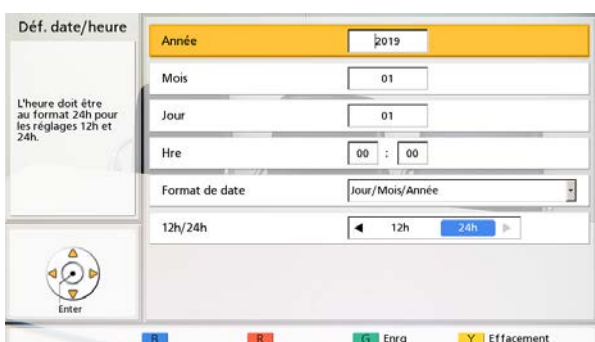 Déf. date/heure
L'heure doit être
au format 24h pour
les réglages 12h et
24h.
Enter
Année 2019
Mois 01
Jour 01
Hre 00 : 00
Format de date Jour/Mois/Année
12h/24h 12h 24h
B R G Enrg Y Effacement